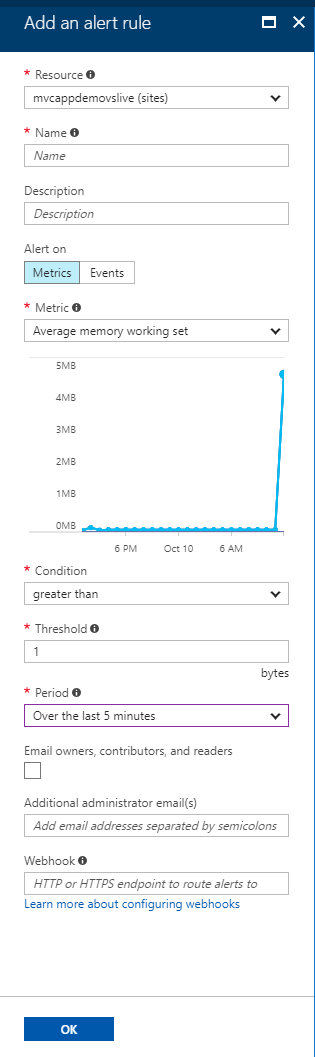 Add an alert rule
* Resource
mvcappdemovslive (sites)
* Name
Name
Description
Description
Alert on
Metrics Events
* Metric
Average memory working set
5MB
4MB
3MB
2MB
1MB
0MB
6 PM Oct 10 6 AM
* Condition
greater than
* Threshold
1
bytes
* Period
Over the last 5 minutes
Email owners, contributors, and readers
Additional administrator email(s)
Add email addresses separated by semicolons
Webhook
HTTP or HTTPS endpoint to route alerts to
Learn more about configuring webhooks
OK